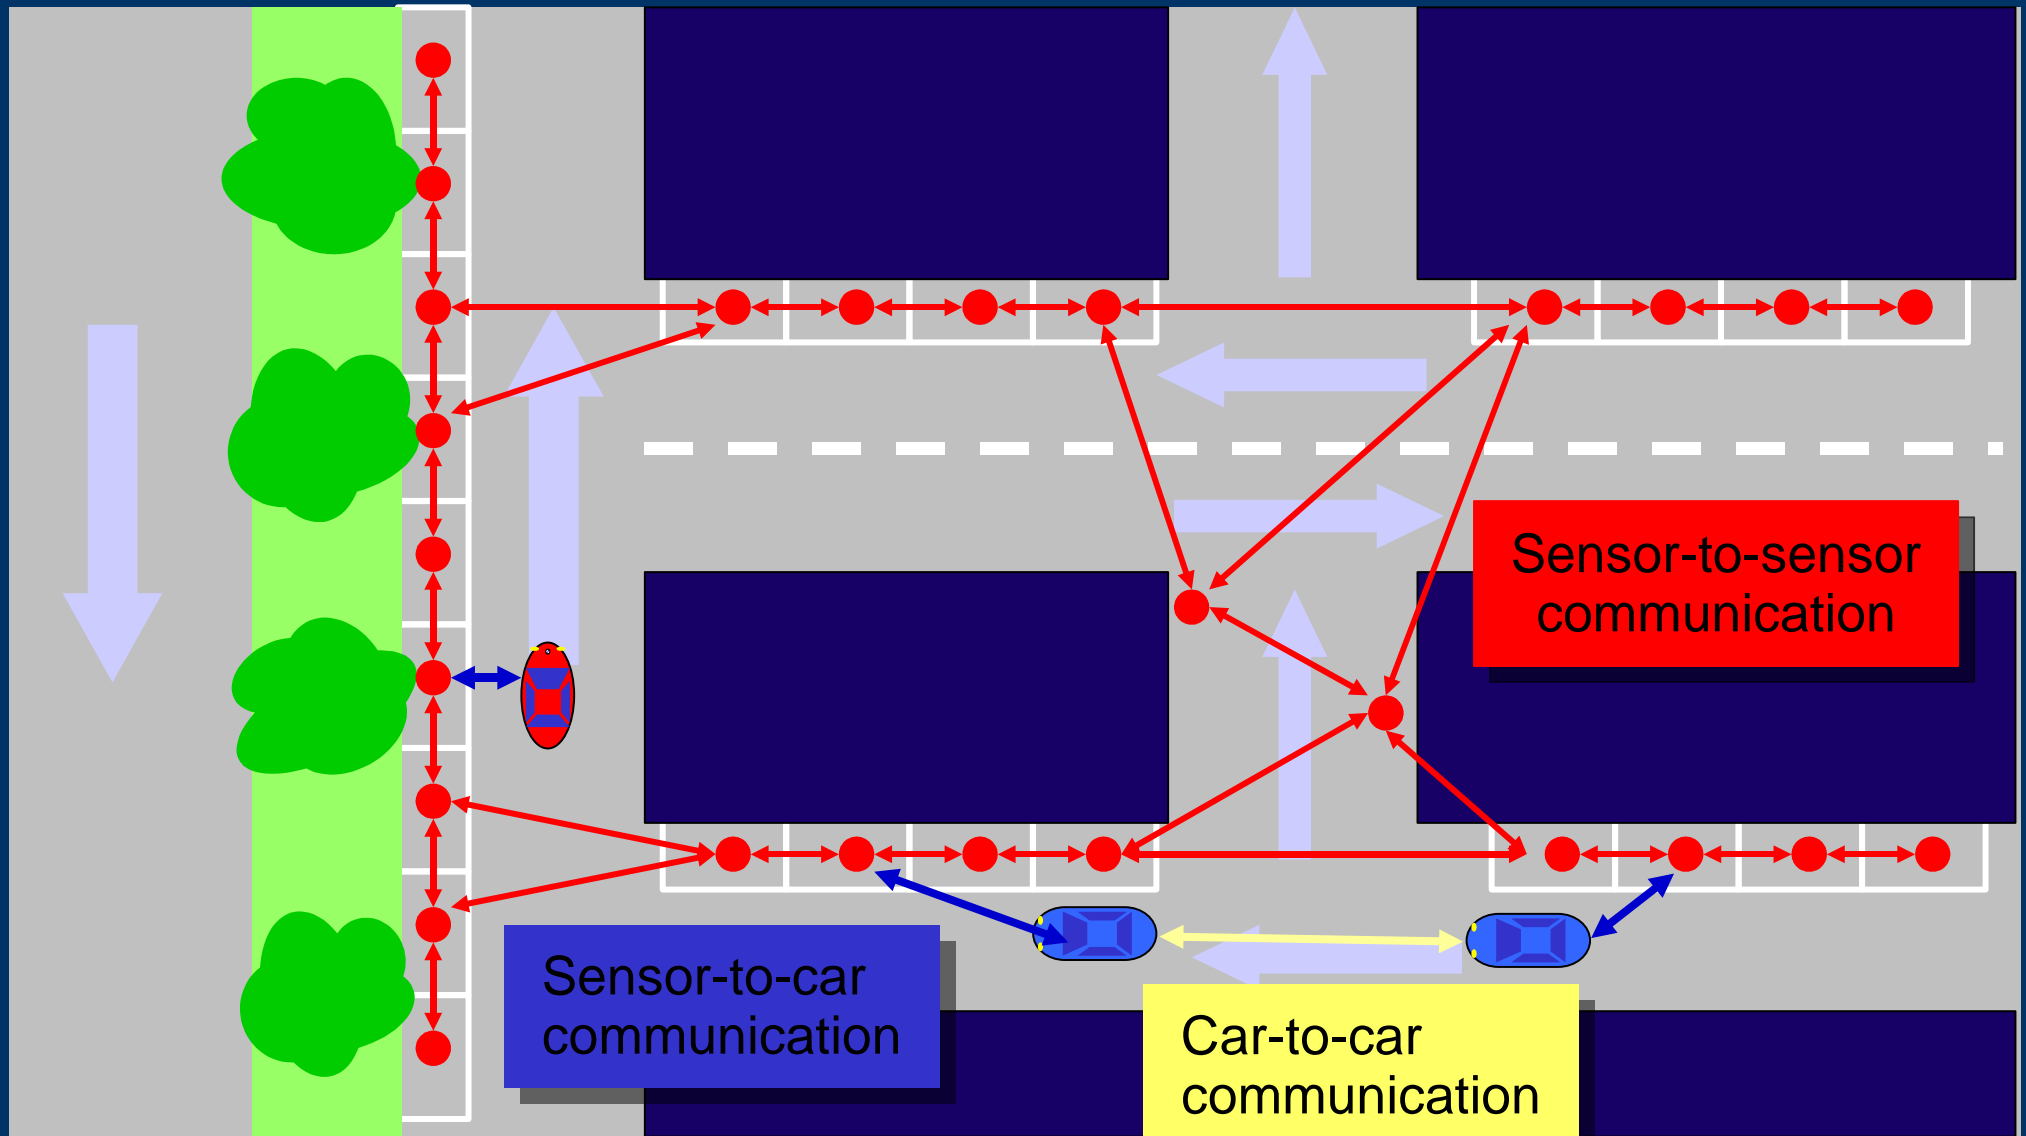 Sensor-to-sensor
communication
Sensor-to-car
communication
Car-to-car
communication